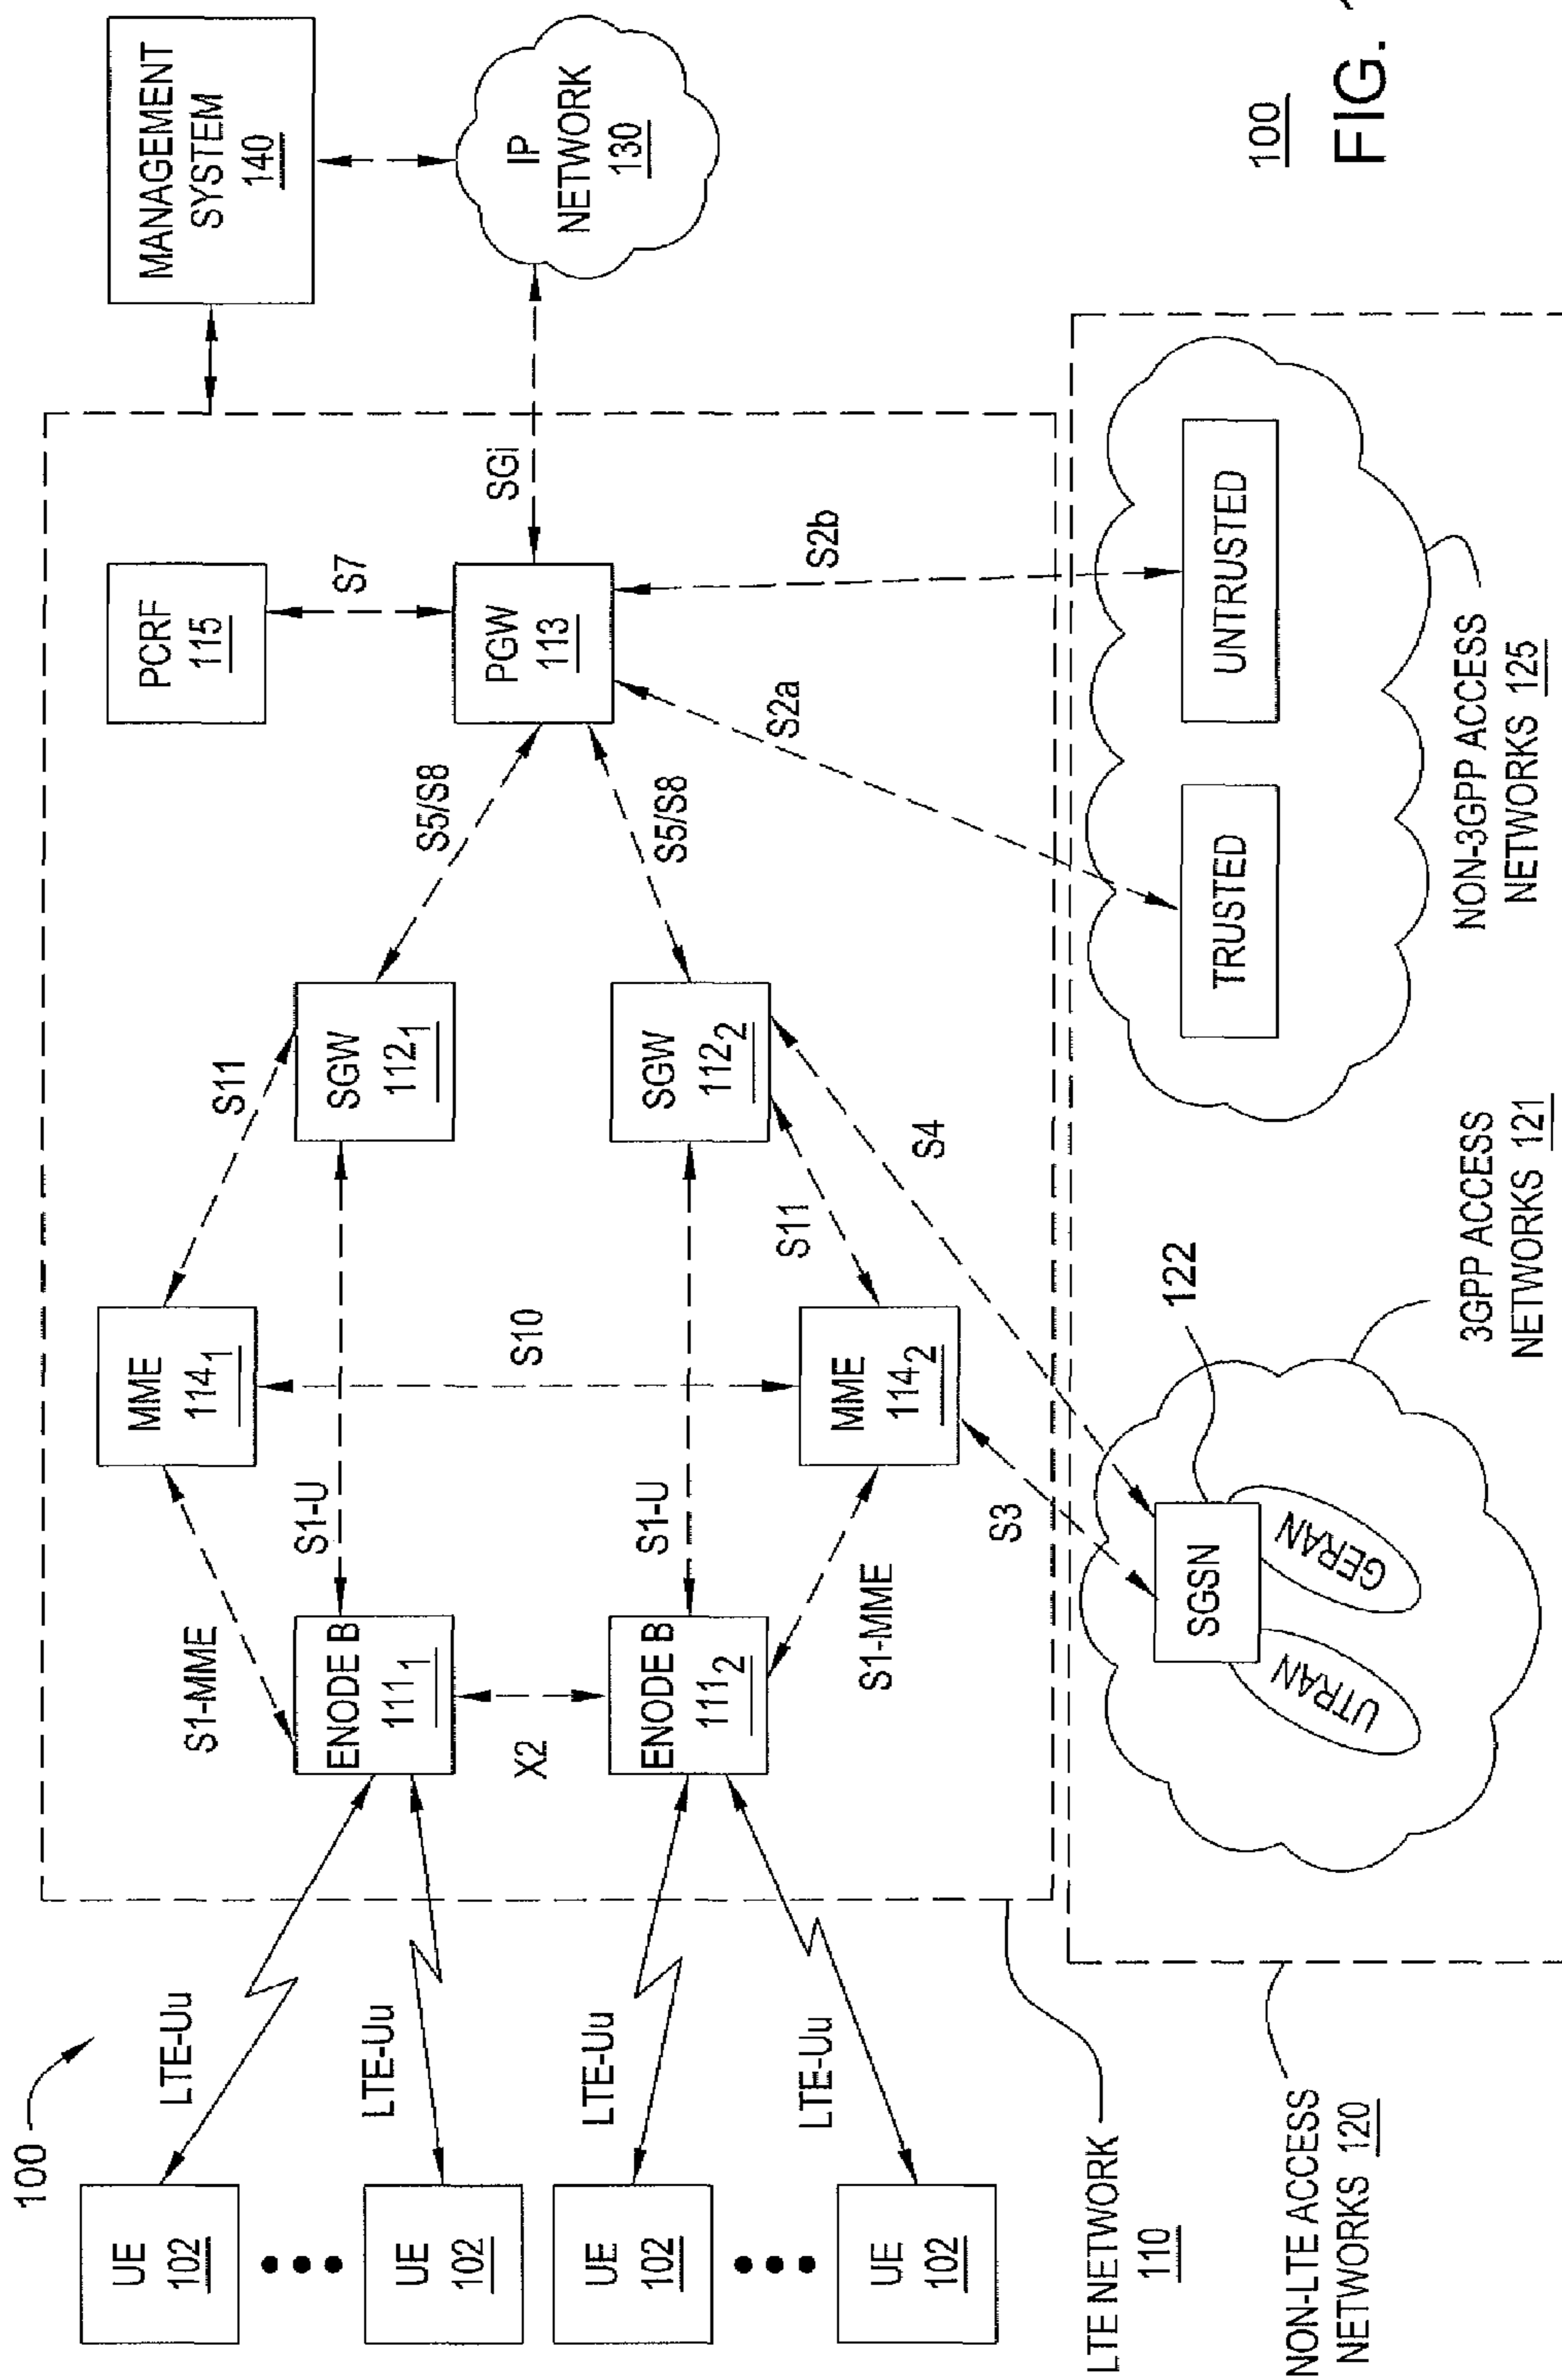 100
UE
102
UE
102
UE
102
UE
102
LTE-Uu
LTE-Uu
LTE-Uu
LTE-Uu
LTE NETWORK
110
NON-LTE ACCESS
NETWORKS 120
S1-MME
ENODE B
111₁
X2
ENODE B
111₂
S1-MME
S1-U
S1-U
MME
114₁
S10
MME
114₂
S3
S11
SGW
112₁
SGW
112₂
S11
S4
S5/S8
S5/S8
PCRF
115
S7
PGW
113
S2a
S2b
SGi
MANAGEMENT
SYSTEM
140
IP
NETWORK
130
SGSN
122
UTRAN
GERAN
3GPP ACCESS
NETWORKS 121
TRUSTED
UNTRUSTED
NON-3GPP ACCESS
NETWORKS 125
100
FIG.